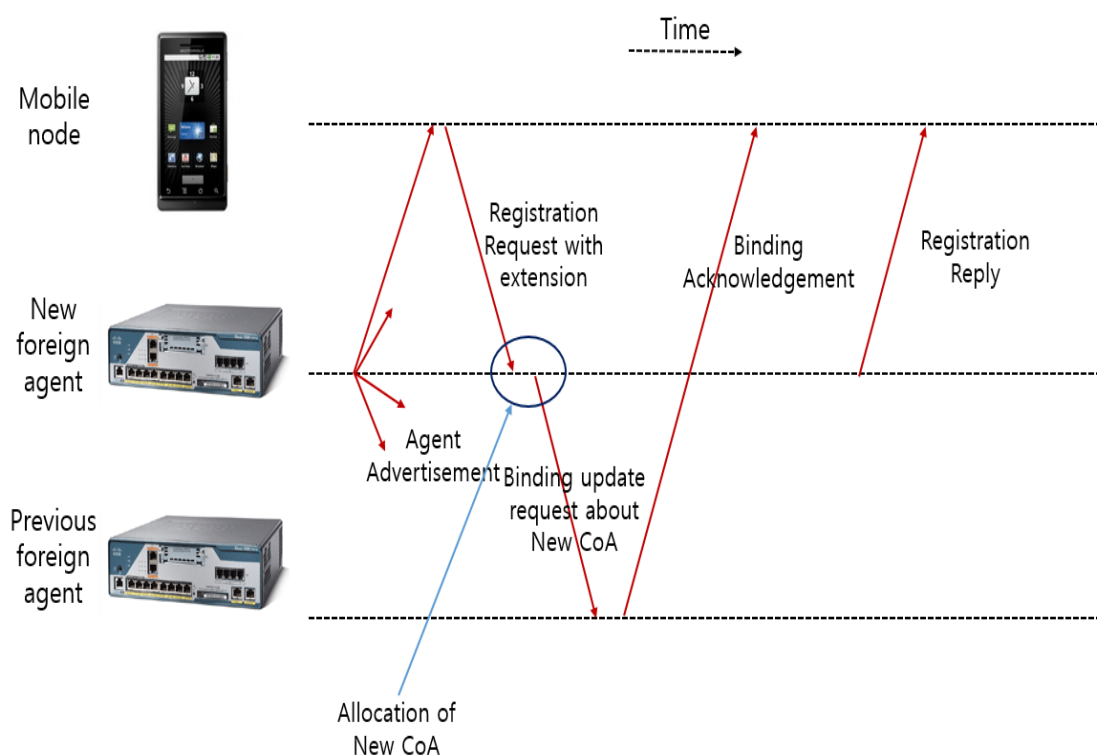 Time
Mobile
node
Registration
Request with
extension
Binding
Acknowledgement
Registration
Reply
New
foreign
agent
Agent
Advertisement
Binding update
request about
New CoA
Previous
foreign
agent
Allocation of
New CoA